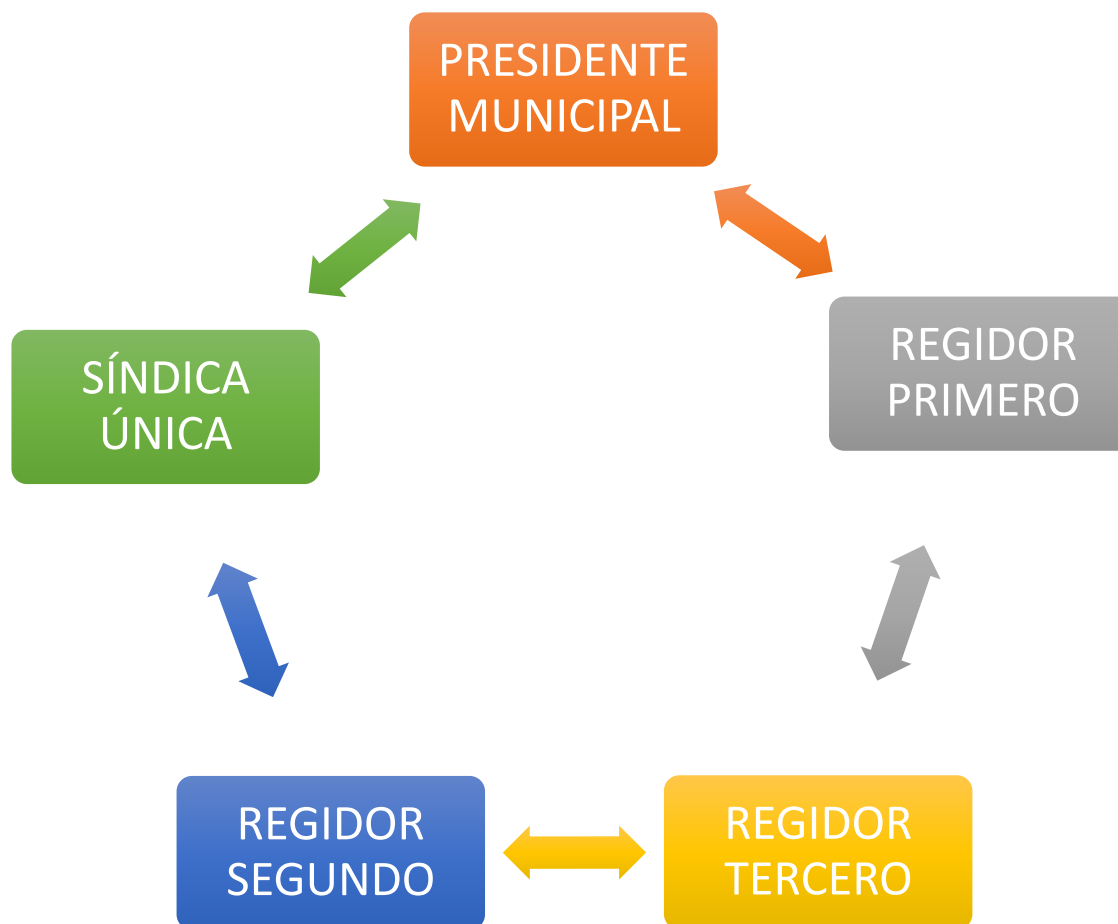 PRESIDENTE
MUNICIPAL
SÍNDICA
ÚNICA
REGIDOR
PRIMERO
REGIDOR
SEGUNDO
REGIDOR
TERCERO